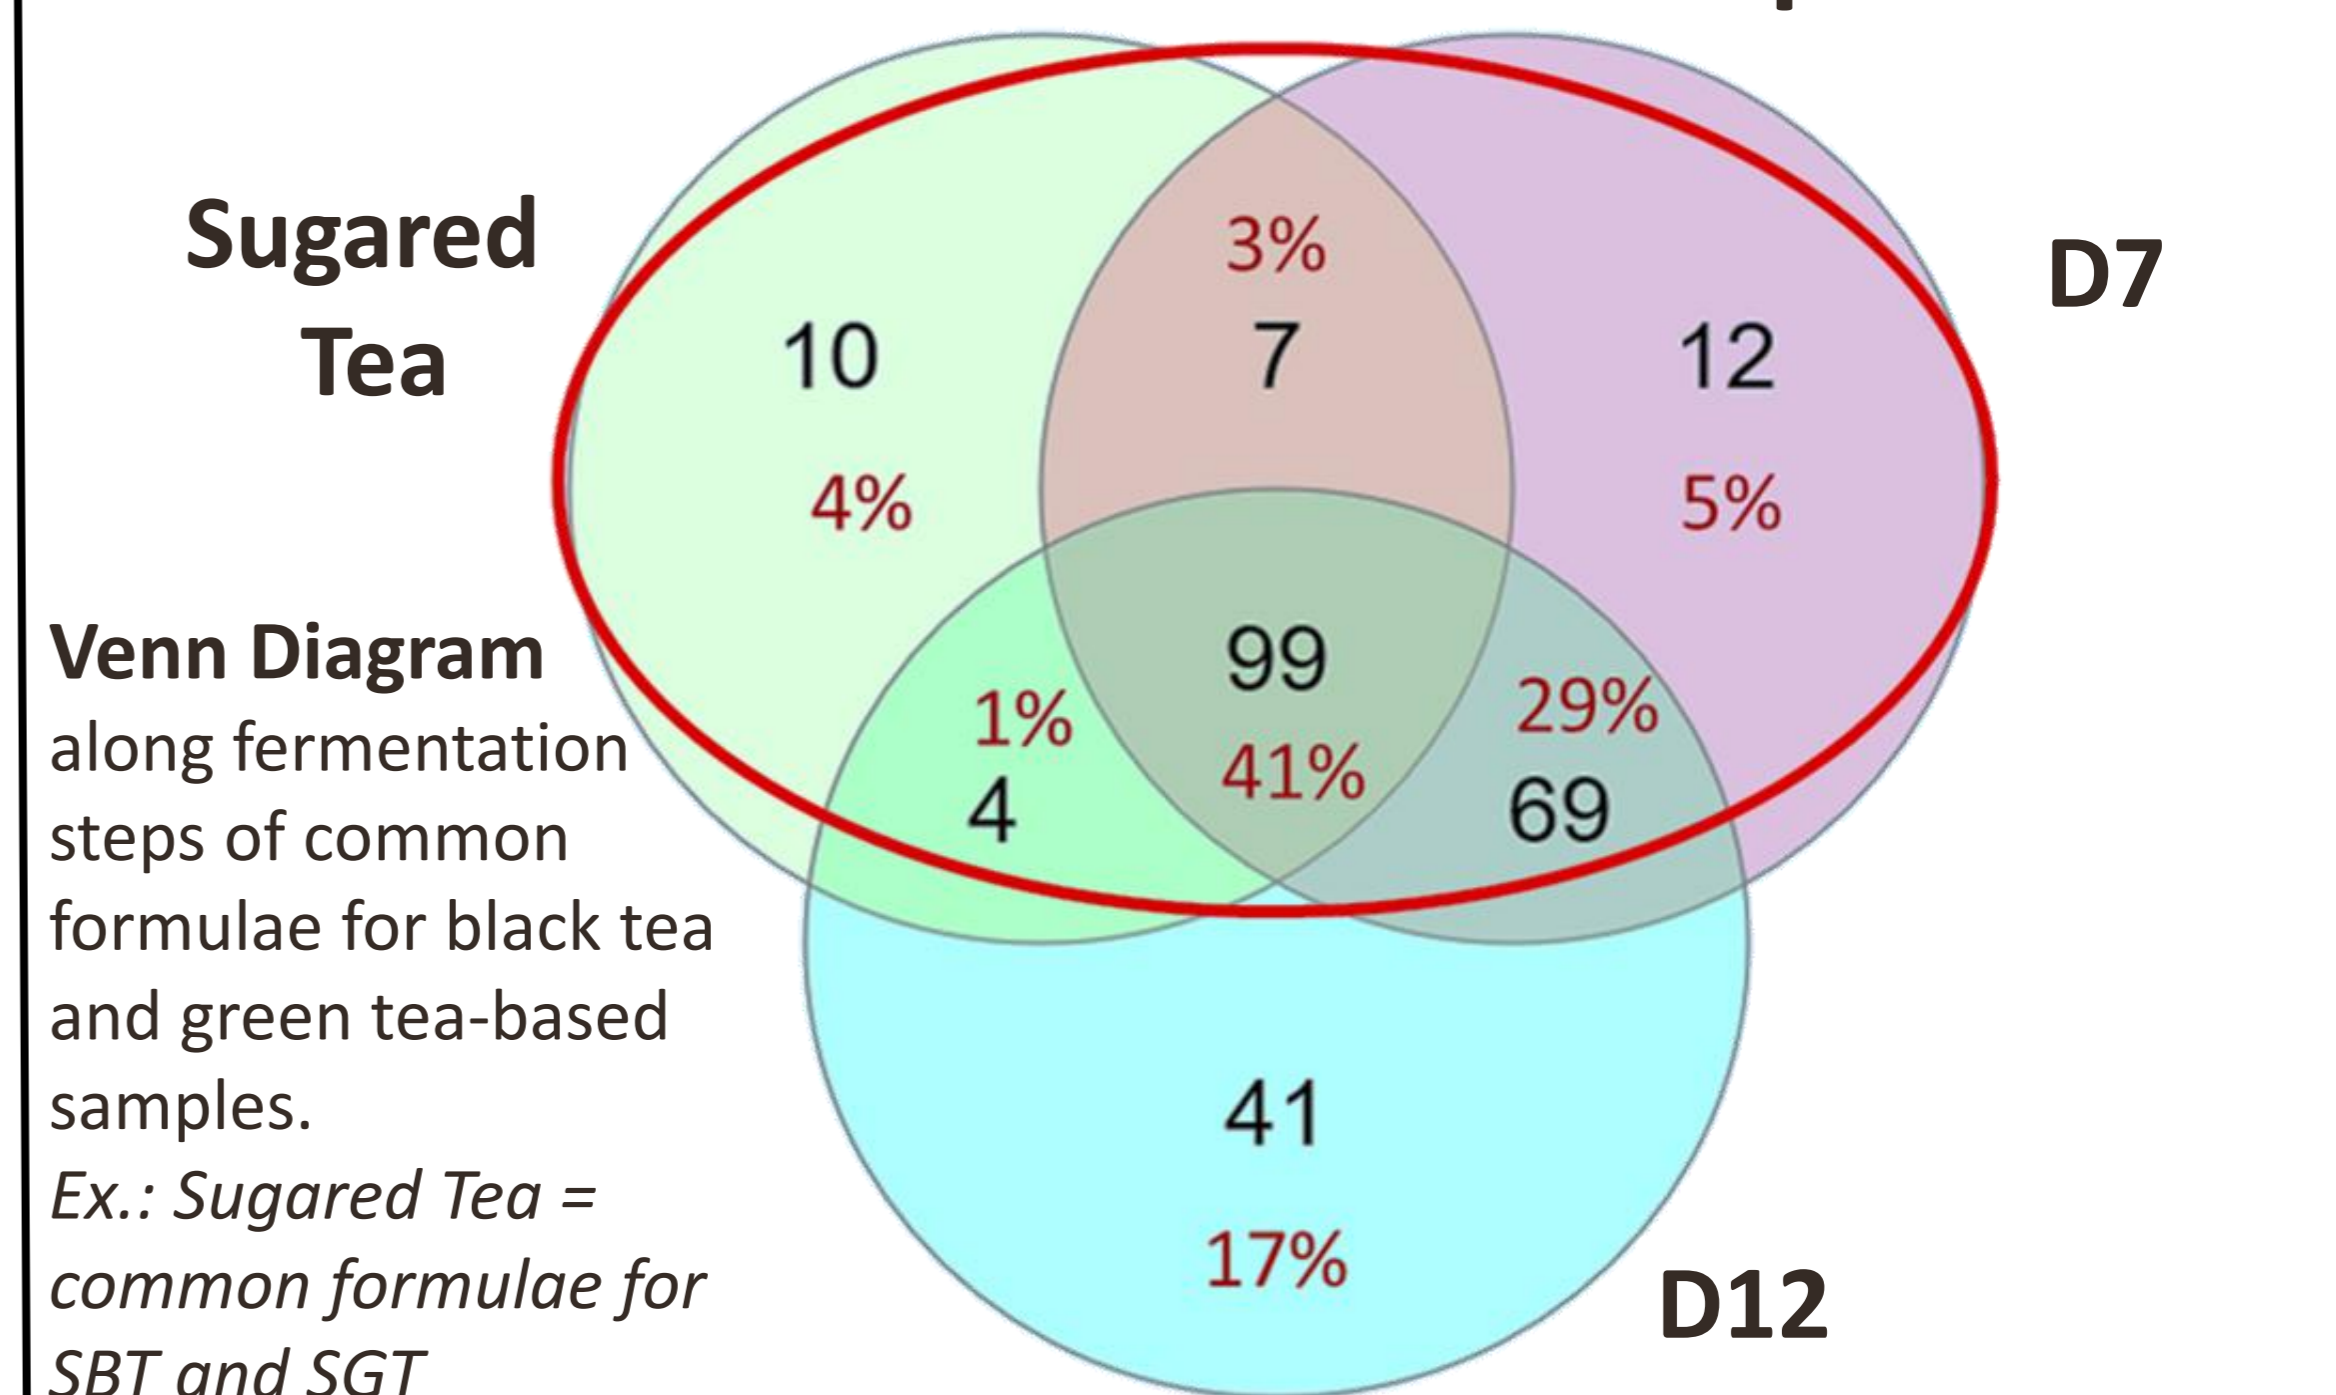 Sugared
Tea
D7
3%
10
7
12
4%
5%
99
1%
29%
41%
4
69
41
17%
D12
Venn Diagram
along fermentation
steps of common
formulae for black tea
and green tea-based
samples.
Ex.: Sugared Tea =
common formulae for
SBT and SGT